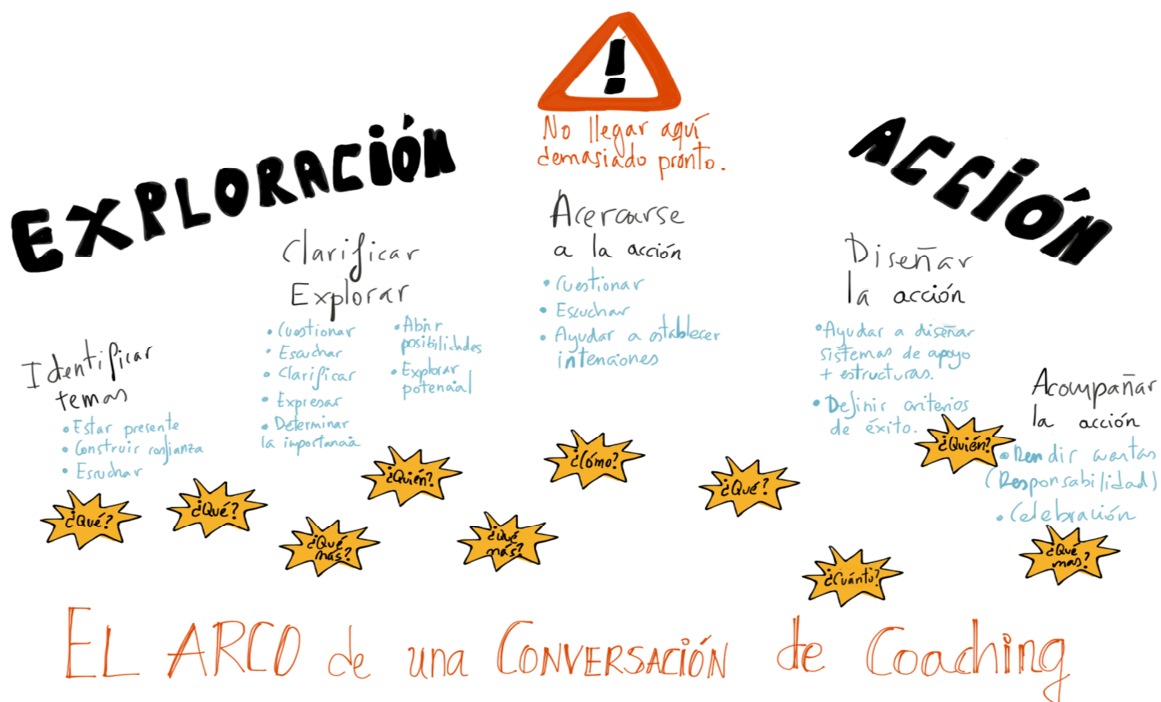 EXPLORACIÓN
!
No llegar aquí
demasiado pronto.
ACCIÓN
Identificar
temas
• Estar presente
• Construir confianza
• Escuchar
Clarificar
Explorar
• Cuestionar
• Escuchar
• Clarificar
• Expresar
• Determinar
la importancia
• Abrir
posibilidades
• Explorar
potencial
Acercarse
a la acción
• Cuestionar
• Escuchar
• Ayudar a establecer
intenciones
Diseñar
la acción
• Ayudar a diseñar
sistemas de apoyo
+ estructuras.
• Definir criterios
de éxito.
Acompañar
la acción
• Rendir cuentas
(Responsabilidad)
• Celebración
¿Qué?
¿Qué?
¿Qué
más?
¿Quién?
¿Qué
más?
¿Cómo?
¿Qué?
¿Cuánto?
¿Quién?
¿Qué
mas?
EL ARCO de una CONVERSACIÓN de Coaching